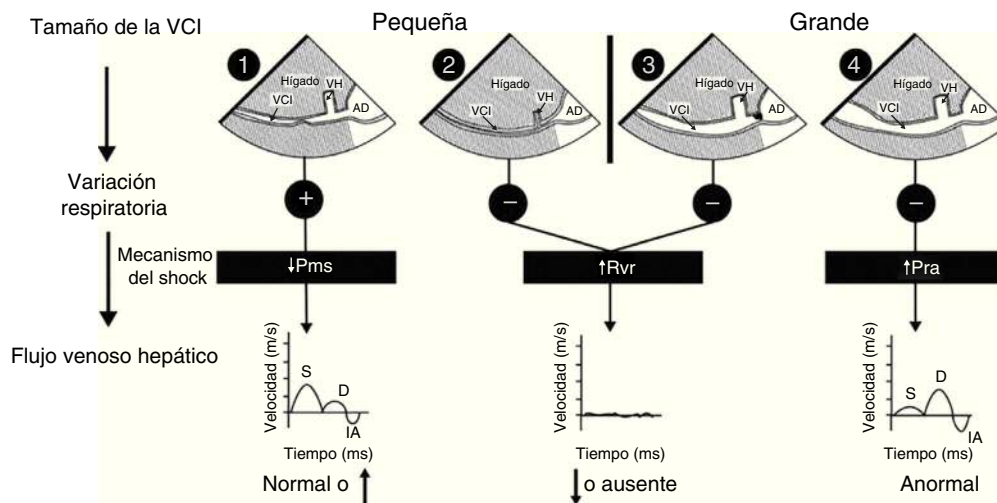 Tamaño de la VCI
Pequeña
Grande
1
Hígado
VH
VCI
AD
2
Hígado
VH
VCI
AD
3
Hígado
VH
VCI
AD
4
Hígado
VH
VCI
AD
Variación
respiratoria
+
−
−
−
Mecanismo
del shock
↓Pms
↑Rvr
↑Pra
Flujo venoso hepático
Velocidad (m/s)
S
D
IA
Tiempo (ms)
Velocidad (m/s)
Tiempo (ms)
Velocidad (m/s)
S
D
IA
Tiempo (ms)
Normal o ↑
↓ o ausente
Anormal